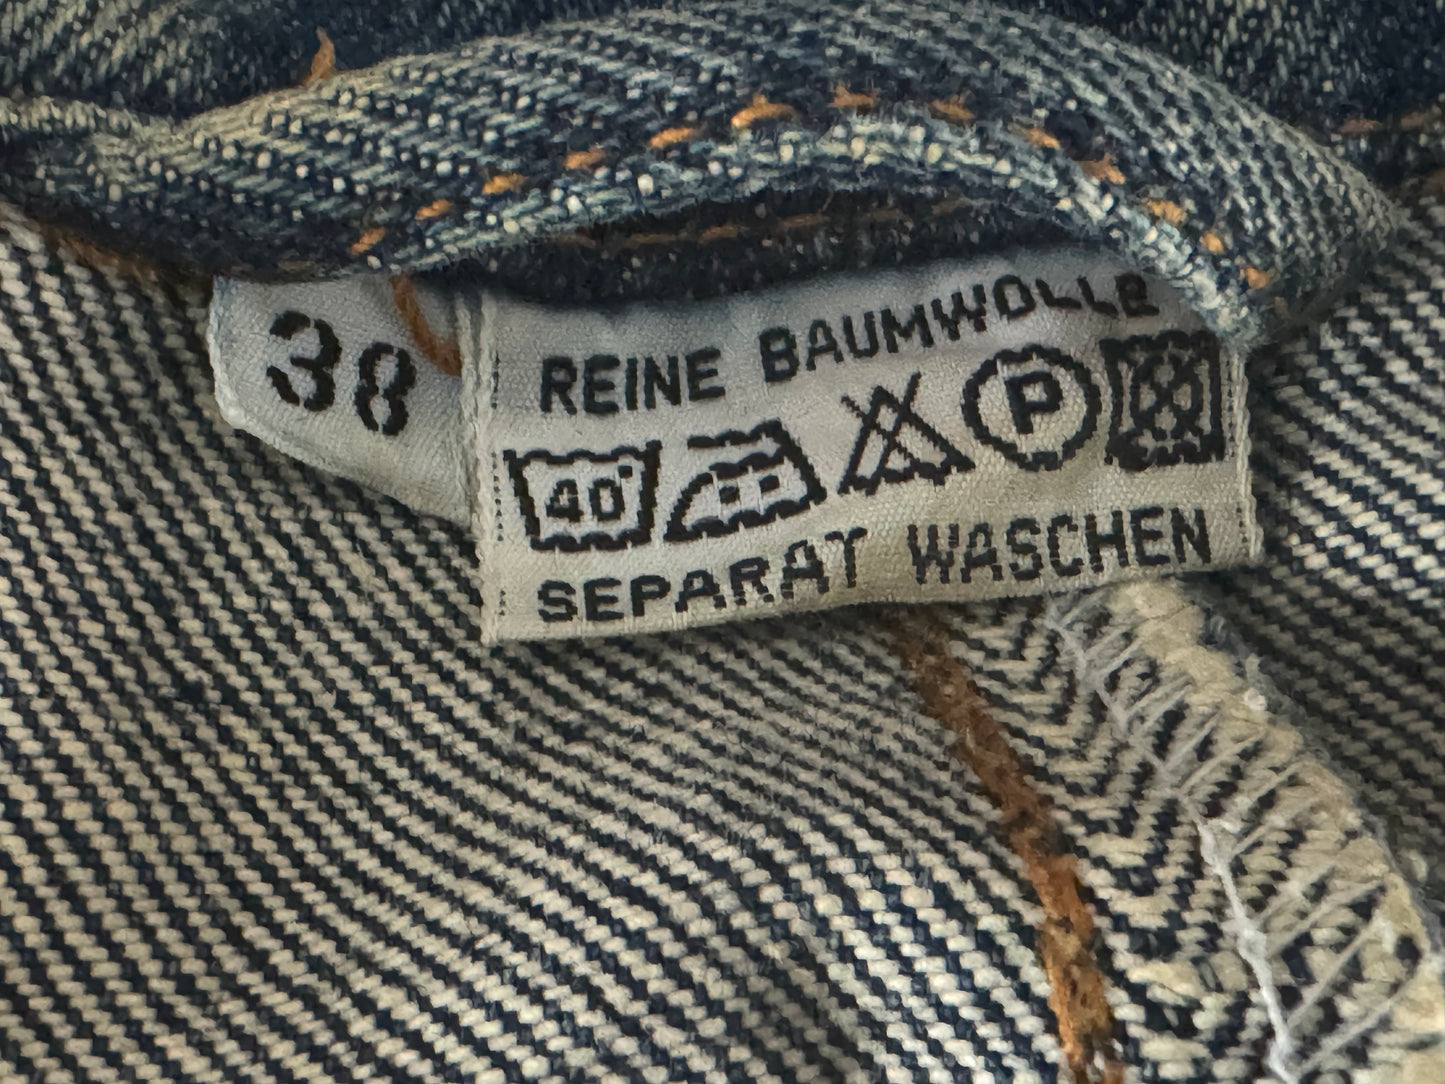 38
REINE BAUMWOLLe
40° P
SEPARAT WASCHEN